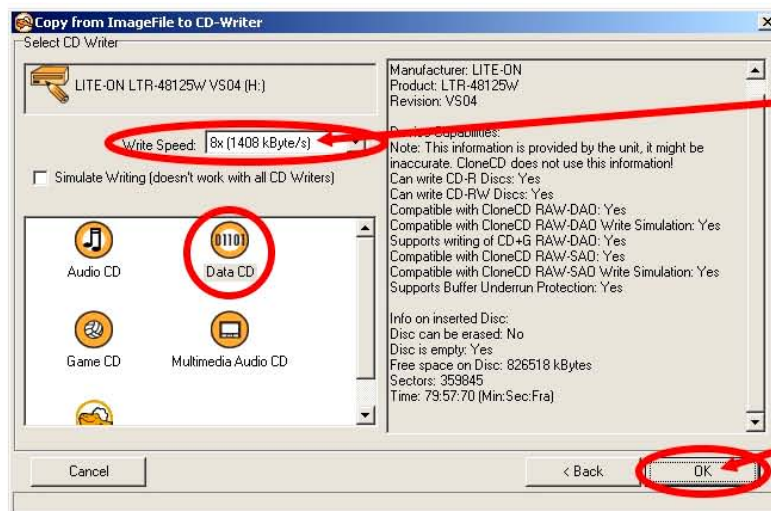 Copy from ImageFile to CD-Writer
Select CD Writer
LITE-ON LTR-48125W VS04 (H:)
Write Speed: 8x (1408 kByte/s)
Simulate Writing (doesn't work with all CD Writers)
Audio CD
Data CD
Game CD
Multimedia Audio CD
Manufacturer: LITE-ON
Product: LTR-48125W
Revision: VS04
Device Capabilities:
Note: This information is provided by the unit, it might be
inaccurate. CloneCD does not use this information!
Can write CD-R Discs: Yes
Can write CD-RW Discs: Yes
Compatible with CloneCD RAW-DAO: Yes
Compatible with CloneCD RAW-DAO Write Simulation: Yes
Supports writing of CD+G RAW-DAO: Yes
Compatible with CloneCD RAW-SAO: Yes
Compatible with CloneCD RAW-SAO Write Simulation: Yes
Supports Buffer Underrun Protection: Yes
Info on inserted Disc:
Disc can be erased: No
Disc is empty: Yes
Free space on Disc: 826518 kBytes
Sectors: 359845
Time: 79:57:70 (Min:Sec:Fra)
Cancel
< Back
OK